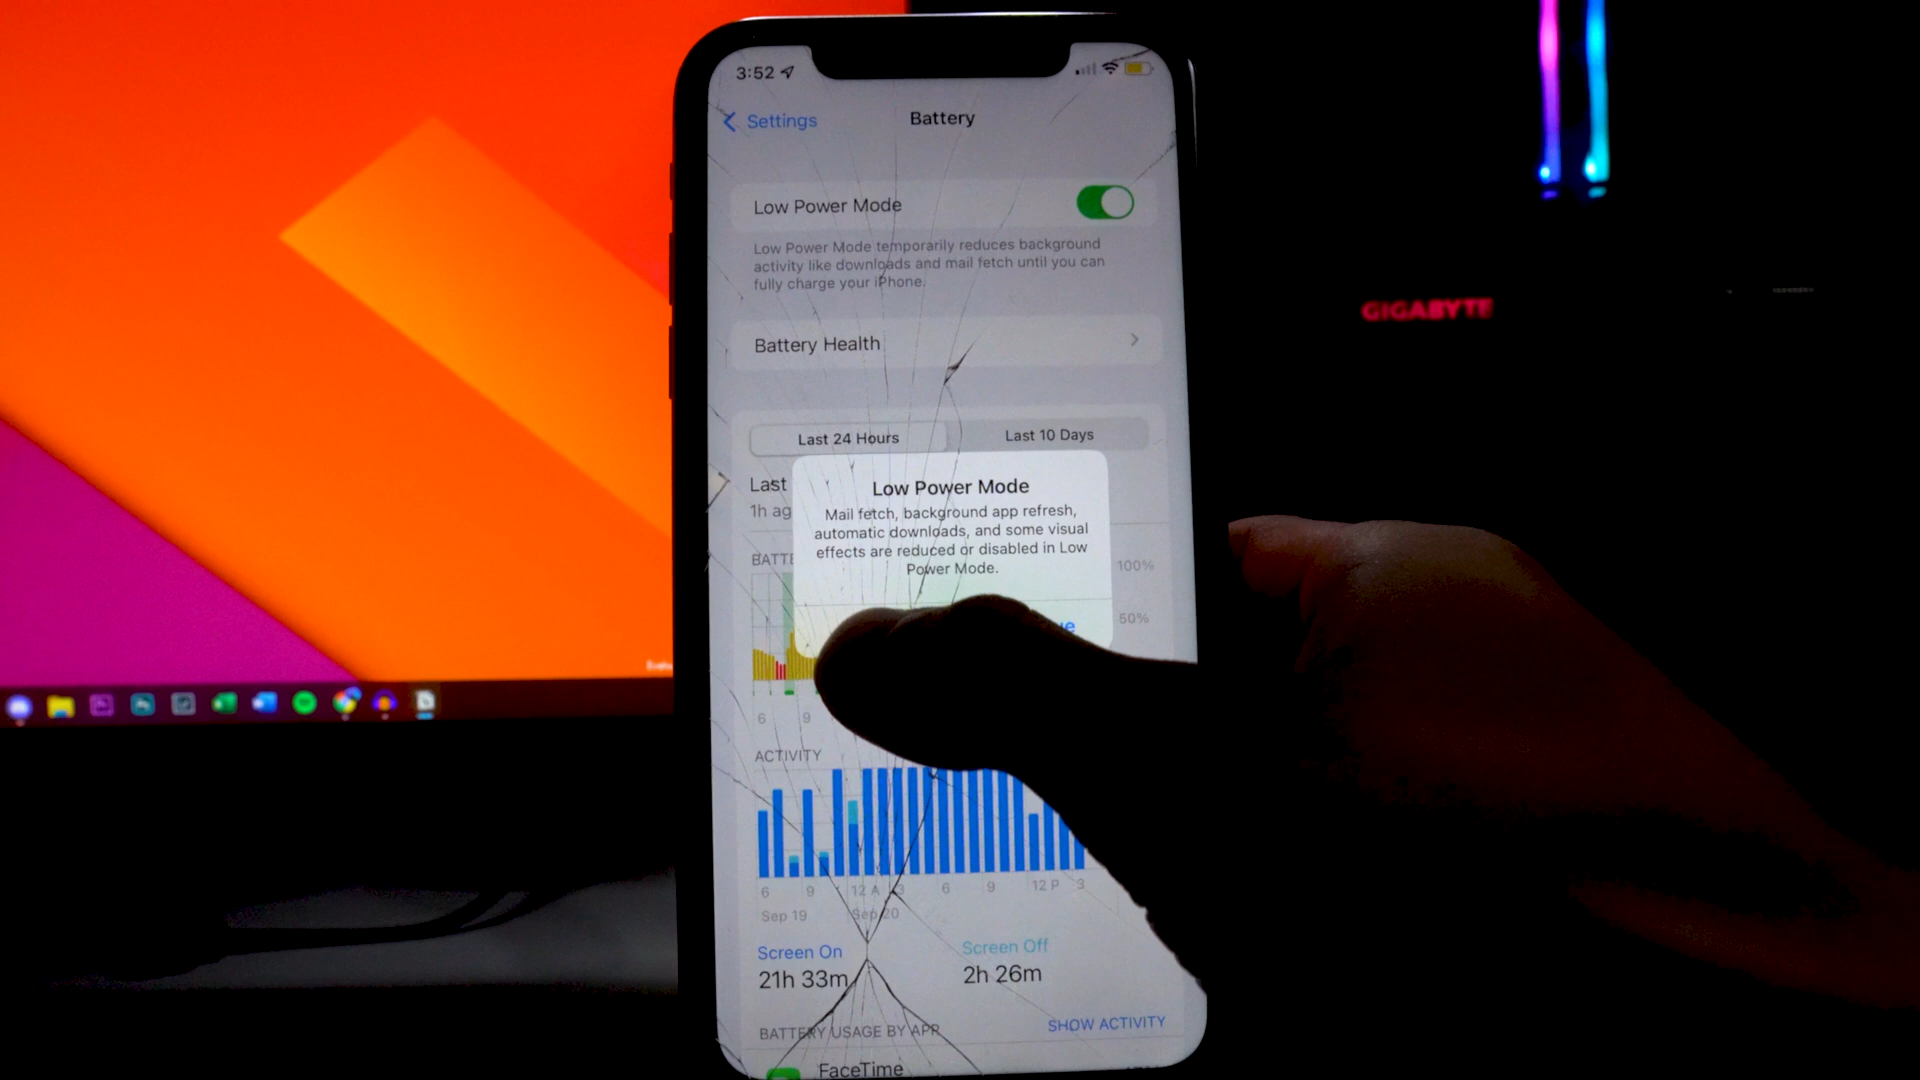 3:52
Settings
Battery
Low Power Mode
Low Power Mode temporarily reduces background
activity like downloads and mail fetch until you can
fully charge your iPhone.
Battery Health
Last 24 Hours
Last 10 Days
Last
1h ag
Low Power Mode
Mail fetch, background app refresh,
automatic downloads, and some visual
effects are reduced or disabled in Low
Power Mode.
ue
BATTE
100%
50%
6 9
ACTIVITY
6 9 12 A 3 6 9 12 P 3
Sep 19 Sep 20
Screen On
21h 33m
Screen Off
2h 26m
BATTERY USAGE BY APP
SHOW ACTIVITY
FaceTime
GIGABYTE